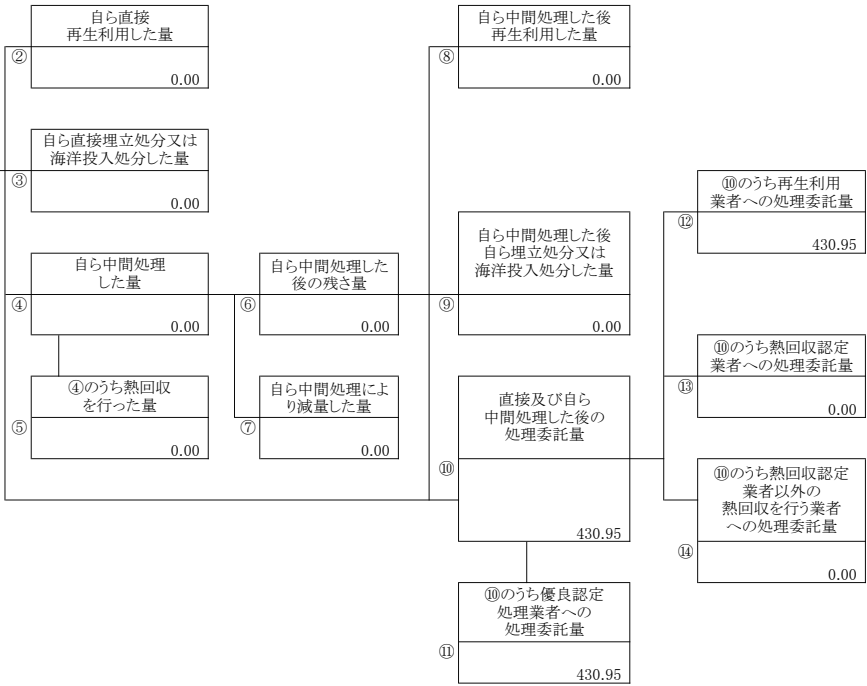 自ら直接
再生利用した量
②
0.00
自ら直接埋立処分又は
海洋投入処分した量
③
0.00
自ら中間処理
した量
④
0.00
④のうち熱回収
を行った量
⑤
0.00
自ら中間処理した
後の残さ量
⑥
0.00
自ら中間処理によ
り減量した量
⑦
0.00
自ら中間処理した後
再生利用した量
⑧
0.00
自ら中間処理した後
自ら埋立処分又は
海洋投入処分した量
⑨
0.00
直接及び自ら
中間処理した後の
処理委託量
⑩
430.95
⑩のうち優良認定
処理業者への
処理委託量
⑪
430.95
⑩のうち再生利用
業者への処理委託量
⑫
430.95
⑩のうち熱回収認定
業者への処理委託量
⑬
0.00
⑩のうち熱回収認定
業者以外の
熱回収を行う業者
への処理委託量
⑭
0.00